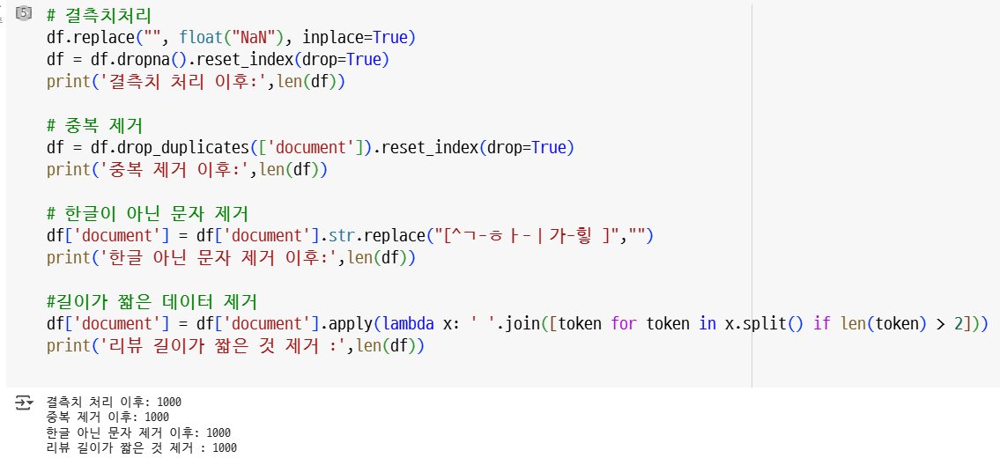 [5]
# 결측치처리
df.replace("", float("NaN"), inplace=True)
df = df.dropna().reset_index(drop=True)
print('결측치 처리 이후:',len(df))
# 중복 제거
df = df.drop_duplicates(['document']).reset_index(drop=True)
print('중복 제거 이후:',len(df))
# 한글이 아닌 문자 제거
df['document'] = df['document'].str.replace("[^ㄱ-ㅎㅏ-ㅣ가-힣 ]","")
print('한글 아닌 문자 제거 이후:',len(df))
#길이가 짧은 데이터 제거
df['document'] = df['document'].apply(lambda x: ' '.join([token for token in x.split() if len(token) > 2]))
print('리뷰 길이가 짧은 것 제거 :',len(df))
결측치 처리 이후: 1000
중복 제거 이후: 1000
한글 아닌 문자 제거 이후: 1000
리뷰 길이가 짧은 것 제거 : 1000